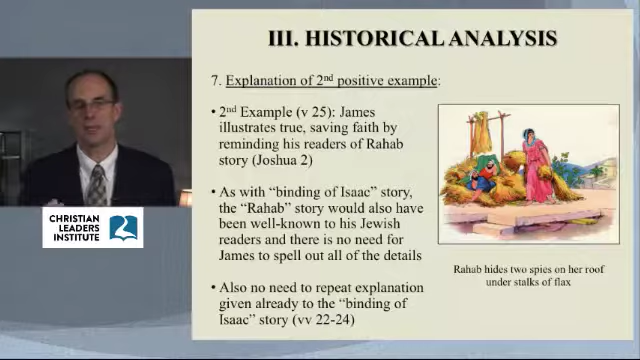 III. HISTORICAL ANALYSIS
7. Explanation of 2nd positive example:
• 2nd Example (v 25): James
illustrates true, saving faith by
reminding his readers of Rahab
story (Joshua 2)
• As with “binding of Isaac” story,
the “Rahab” story would also have
been well-known to his Jewish
readers and there is no need for
James to spell out all of the details
• Also no need to repeat explanation
given already to the “binding of
Isaac” story (vv 22-24)
Rahab hides two spies on her roof
under stalks of flax
CHRISTIAN
LEADERS
INSTITUTE